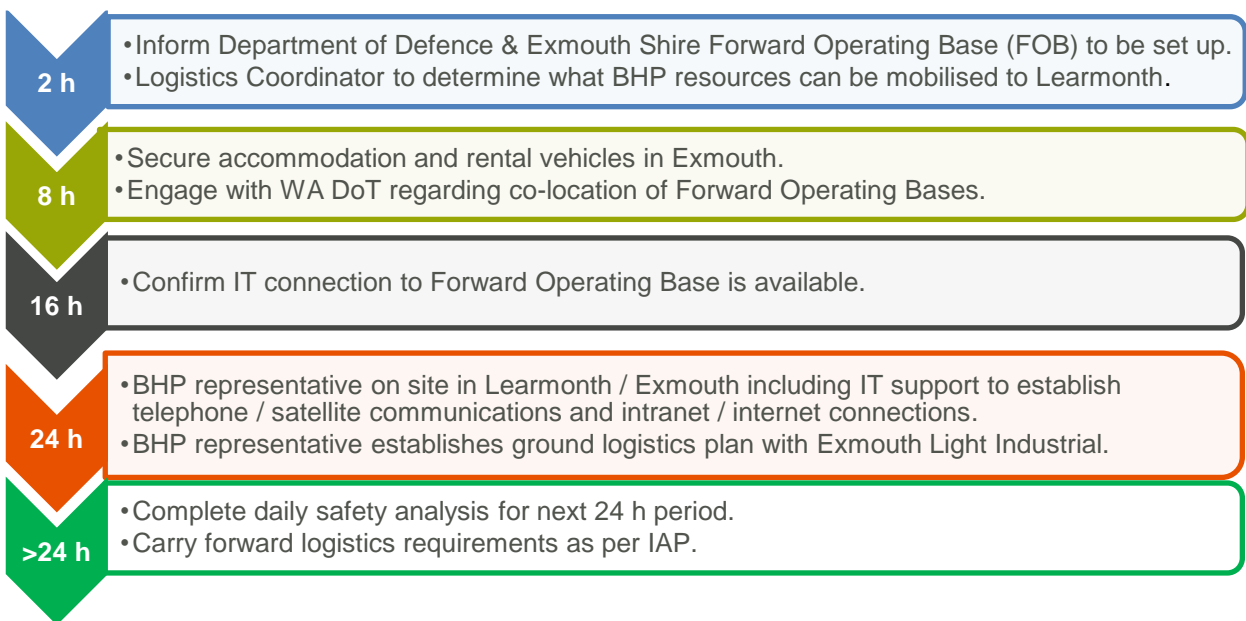 2 h
•Inform Department of Defence & Exmouth Shire Forward Operating Base (FOB) to be set up.
•Logistics Coordinator to determine what BHP resources can be mobilised to Learmonth.
8 h
•Secure accommodation and rental vehicles in Exmouth.
•Engage with WA DoT regarding co-location of Forward Operating Bases.
16 h
•Confirm IT connection to Forward Operating Base is available.
24 h
•BHP representative on site in Learmonth / Exmouth including IT support to establish
telephone / satellite communications and intranet / internet connections.
•BHP representative establishes ground logistics plan with Exmouth Light Industrial.
>24 h
•Complete daily safety analysis for next 24 h period.
•Carry forward logistics requirements as per IAP.